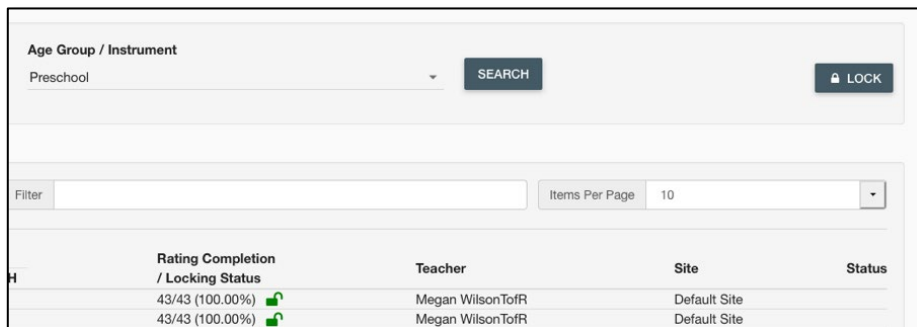 Age Group / Instrument
Preschool
SEARCH
LOCK
Filter
Items Per Page
10
Rating Completion
H / Locking Status Teacher Site Status
43/43 (100.00%) Megan WilsonTofR Default Site
43/43 (100.00%) Megan WilsonTofR Default Site